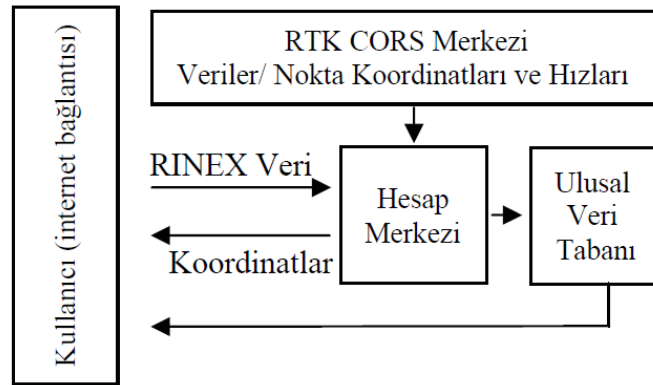 Kullanıcı (internet bağlantısı)
RTK CORS Merkezi
Veriler/ Nokta Koordinatları ve Hızları
RINEX Veri
Koordinatlar
Hesap
Merkezi
Ulusal
Veri
Tabanı